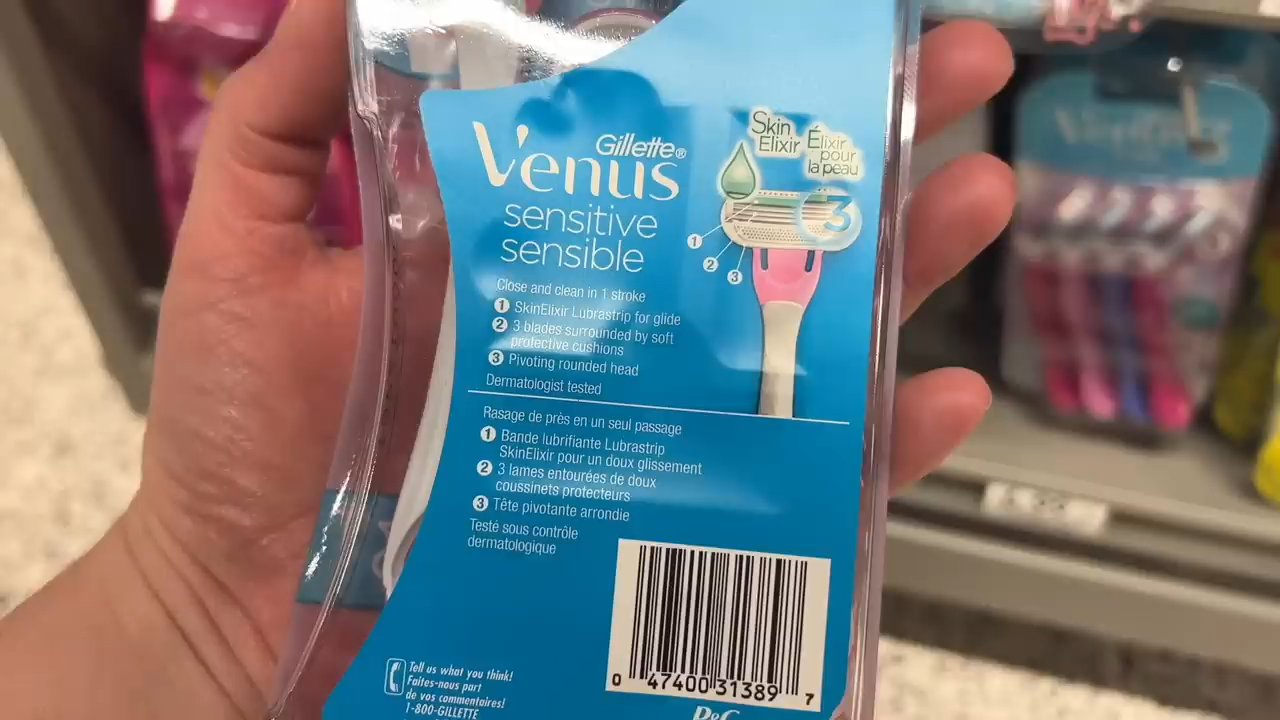 Gillette®
Venus
sensitive
sensible
Skin
Elixir
Élixir
pour
la peau
3
1
2
3
Close and clean in 1 stroke
1 SkinElixir Lubrastrip for glide
2 3 blades surrounded by soft
protective cushions
3 Pivoting rounded head
Dermatologist tested
Rasage de près en un seul passage
1 Bande lubrifiante Lubrastrip
SkinElixir pour un doux glissement
2 3 lames entourées de doux
coussinets protecteurs
3 Tête pivotante arrondie
Testé sous contrôle
dermatologique
0 47400 31389 7
Tell us what you think!
Faites-nous part
de vos commentaires!
1-800-GILLETTE
P&G
Venus